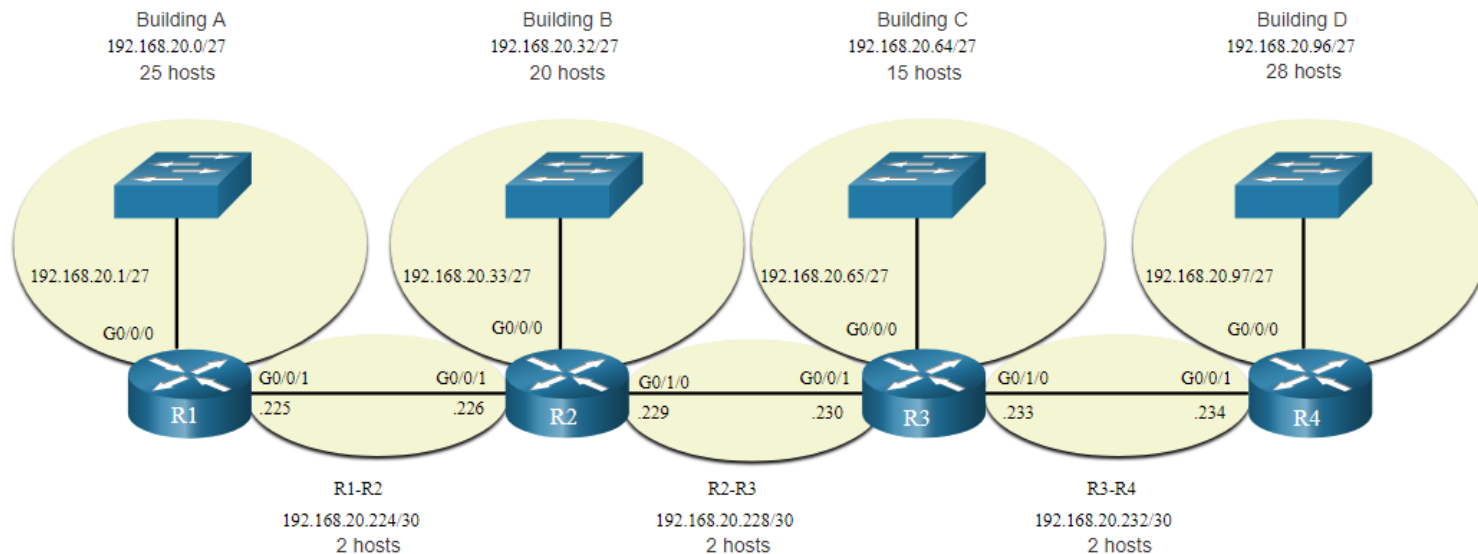 Building A
192.168.20.0/27
25 hosts
Building B
192.168.20.32/27
20 hosts
Building C
192.168.20.64/27
15 hosts
Building D
192.168.20.96/27
28 hosts
192.168.20.1/27
192.168.20.33/27
192.168.20.65/27
192.168.20.97/27
G0/0/0
G0/0/0
G0/0/0
G0/0/0
R1
G0/0/1
.225
G0/0/1
.226
R2
G0/1/0
.229
G0/0/1
.230
R3
G0/1/0
.233
G0/0/1
.234
R4
R1-R2
192.168.20.224/30
2 hosts
R2-R3
192.168.20.228/30
2 hosts
R3-R4
192.168.20.232/30
2 hosts